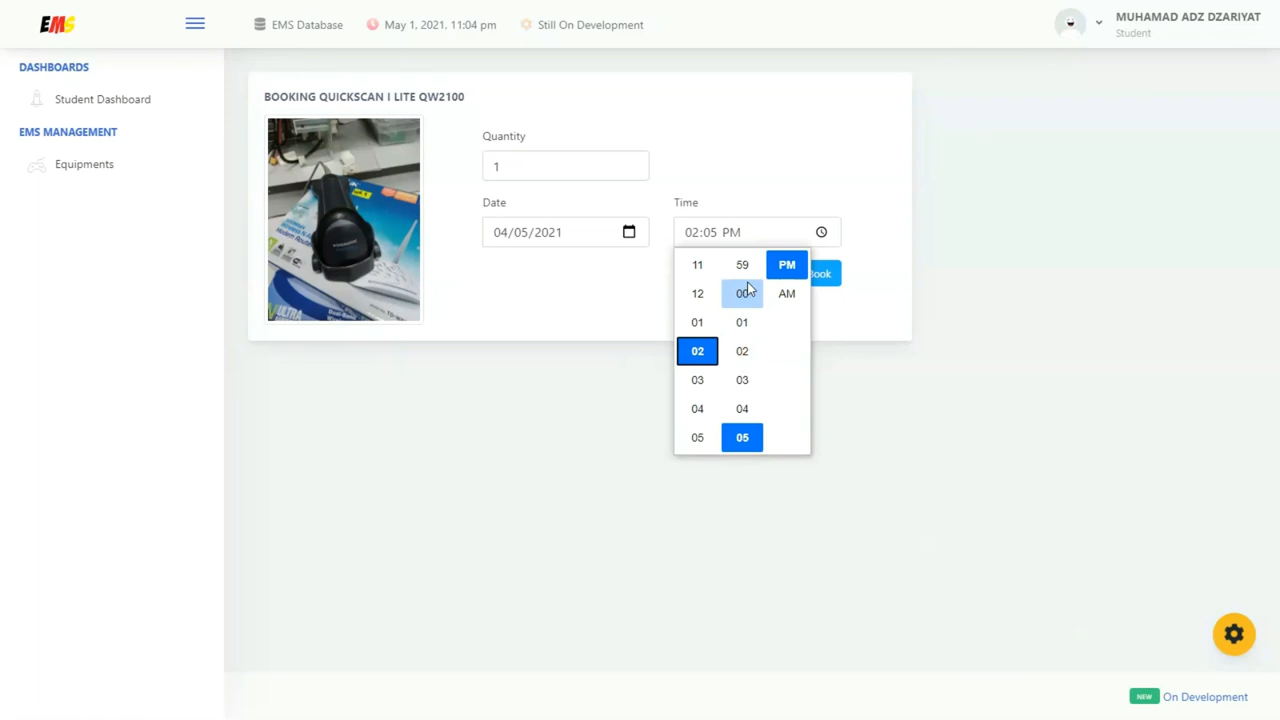 EMS
EMS Database
May 1, 2021, 11:04 pm
Still On Development
MUHAMAD ADZ DZARIYAT
Student
DASHBOARDS
Student Dashboard
EMS MANAGEMENT
Equipments
BOOKING QUICKSCAN I LITE QW2100
Quantity
1
Date
Time
04/05/2021
02:05 PM
11 59 PM
12 00 AM
Book
01 01
02 02
03 03
04 04
05 05
NEW On Development